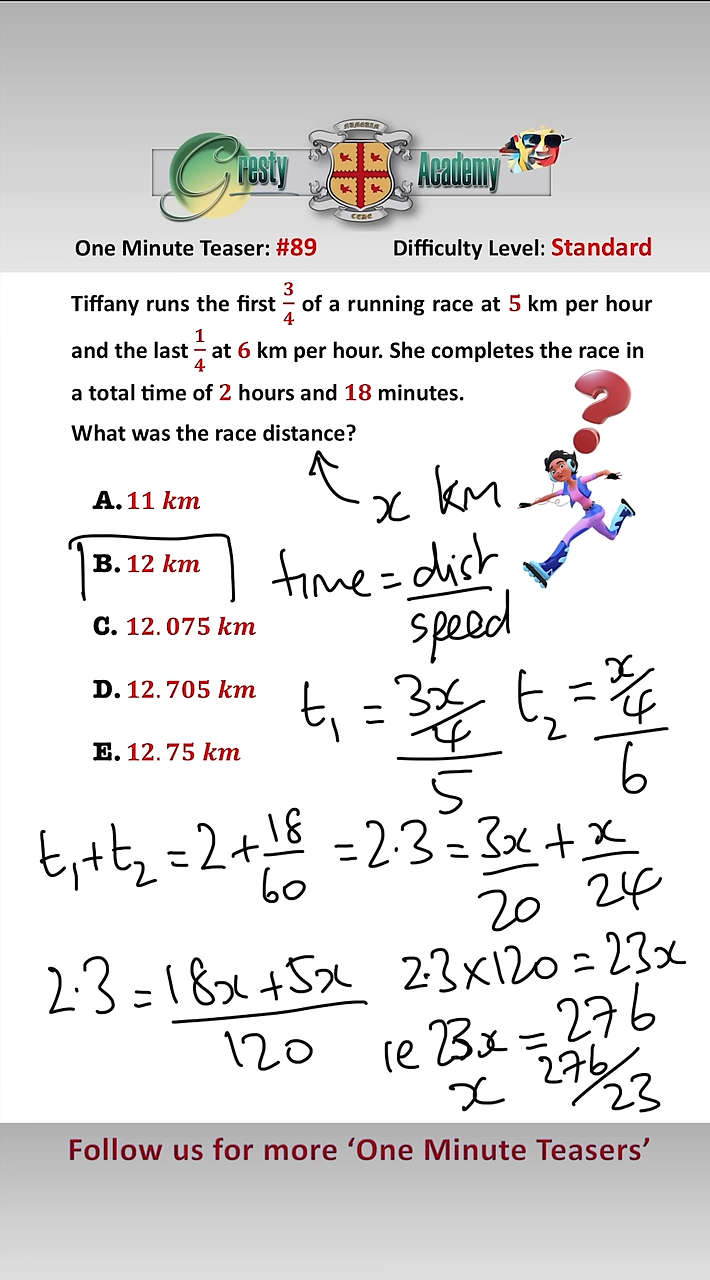 NUMORUM
Gresty Academy
CEDE
One Minute Teaser: #89 Difficulty Level: Standard
Tiffany runs the first 3/4 of a running race at 5 km per hour
and the last 1/4 at 6 km per hour. She completes the race in
a total time of 2 hours and 18 minutes.
What was the race distance?
?
A. 11 km
x km
B. 12 km
time = dist/speed
C. 12.075 km
D. 12.705 km
t₁ = 3x/4/5 t₂ = x/4/6
E. 12.75 km
t₁+t₂ = 2+18/60 = 2·3 = 3x/20 + x/24
2·3 = 18x+5x/120 2·3×120 = 23x
ie 23x = 276
x 276/23
Follow us for more ‘One Minute Teasers’